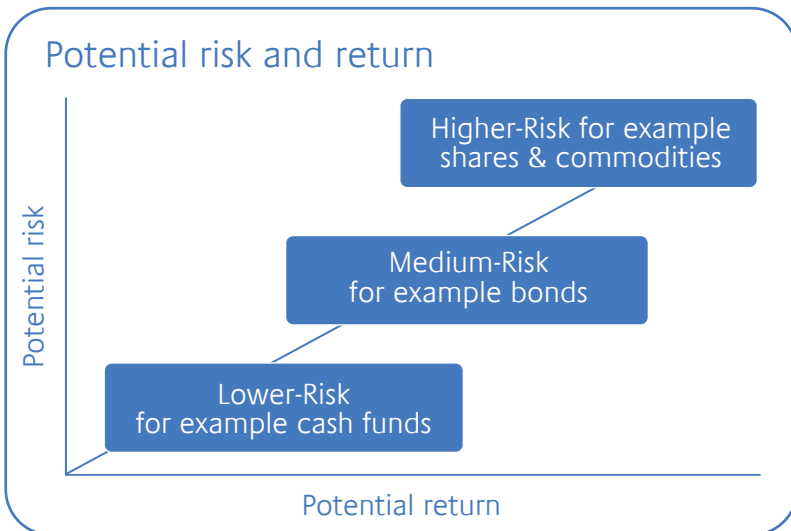 Potential risk and return
Higher-Risk for example
shares & commodities
Medium-Risk
for example bonds
Lower-Risk
for example cash funds
Potential risk
Potential return